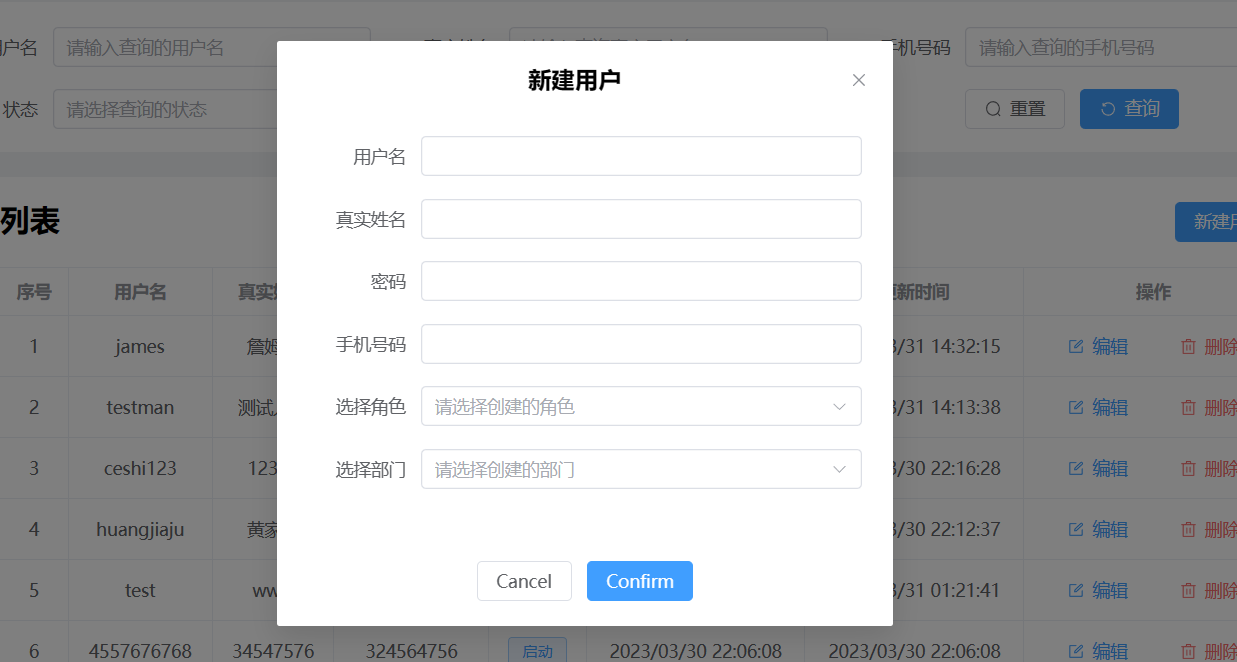 户名 请输入查询的用户名 手机号码 请输入查询的手机号码
状态 请选择查询的状态 重置 查询
新建用户
用户名
真实姓名
密码
手机号码
选择角色 请选择创建的角色
选择部门 请选择创建的部门
Cancel Confirm
列表 新建用
序号 用户名 真实 更新时间 操作
1 james 詹姆 /31 14:32:15 编辑 删除
2 testman 测试 /31 14:13:38 编辑 删除
3 ceshi123 123 /30 22:16:28 编辑 删除
4 huangjiaju 黄家 /30 22:12:37 编辑 删除
5 test ww /31 01:21:41 编辑 删除
6 4557676768 34547576 324564756 启动 2023/03/30 22:06:08 2023/03/30 22:06:08 编辑 删除